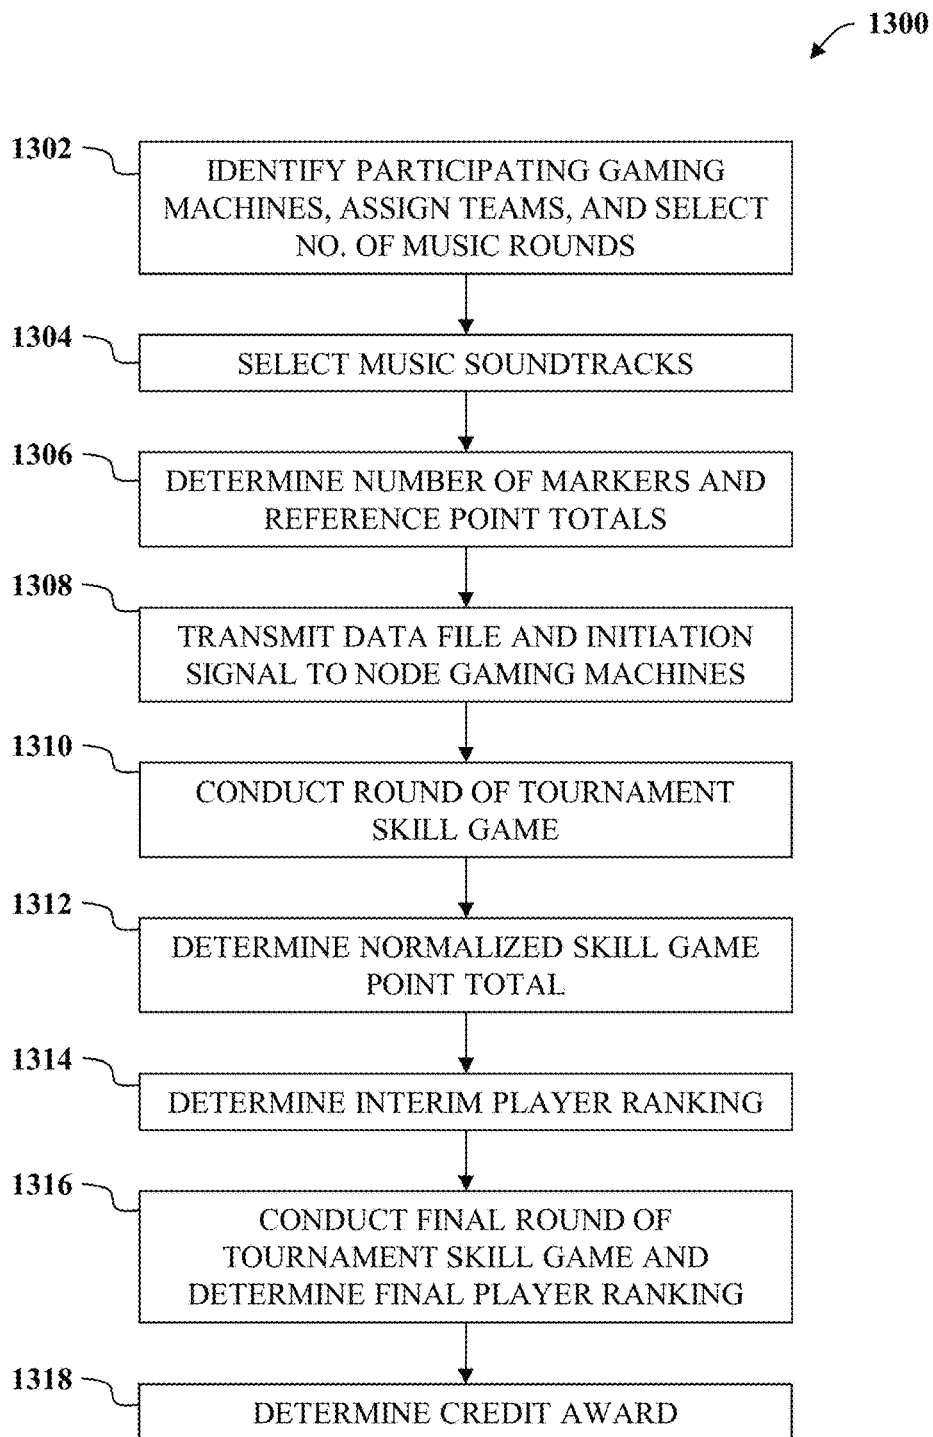 1300
1302
IDENTIFY PARTICIPATING GAMING
MACHINES, ASSIGN TEAMS, AND SELECT
NO. OF MUSIC ROUNDS
1304
SELECT MUSIC SOUNDTRACKS
1306
DETERMINE NUMBER OF MARKERS AND
REFERENCE POINT TOTALS
1308
TRANSMIT DATA FILE AND INITIATION
SIGNAL TO NODE GAMING MACHINES
1310
CONDUCT ROUND OF TOURNAMENT
SKILL GAME
1312
DETERMINE NORMALIZED SKILL GAME
POINT TOTAL
1314
DETERMINE INTERIM PLAYER RANKING
1316
CONDUCT FINAL ROUND OF
TOURNAMENT SKILL GAME AND
DETERMINE FINAL PLAYER RANKING
1318
DETERMINE CREDIT AWARD